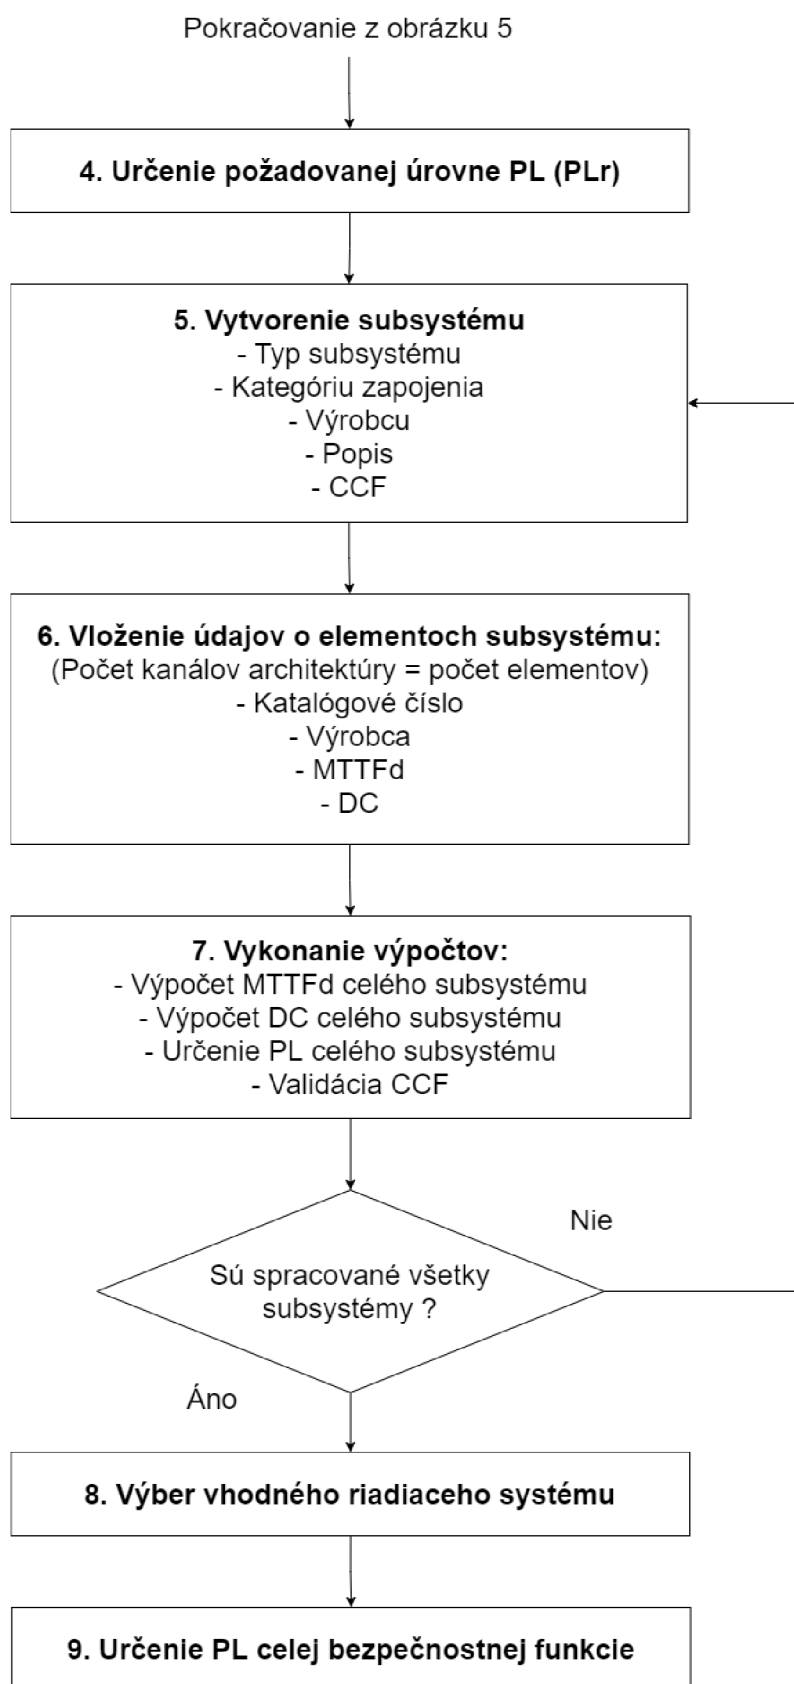 Pokračovanie z obrázku 5
4. Určenie požadovanej úrovne PL (PLr)
5. Vytvorenie subsystému
- Typ subsystému
- Kategóriu zapojenia
- Výrobcu
- Popis
- CCF
6. Vloženie údajov o elementoch subsystému:
(Počet kanálov architektúry = počet elementov)
- Katalógové číslo
- Výrobca
- MTTFd
- DC
7. Vykonanie výpočtov:
- Výpočet MTTFd celého subsystému
- Výpočet DC celého subsystému
- Určenie PL celého subsystému
- Validácia CCF
Nie
Sú spracované všetky
subsystémy ?
Áno
8. Výber vhodného riadiaceho systému
9. Určenie PL celej bezpečnostnej funkcie